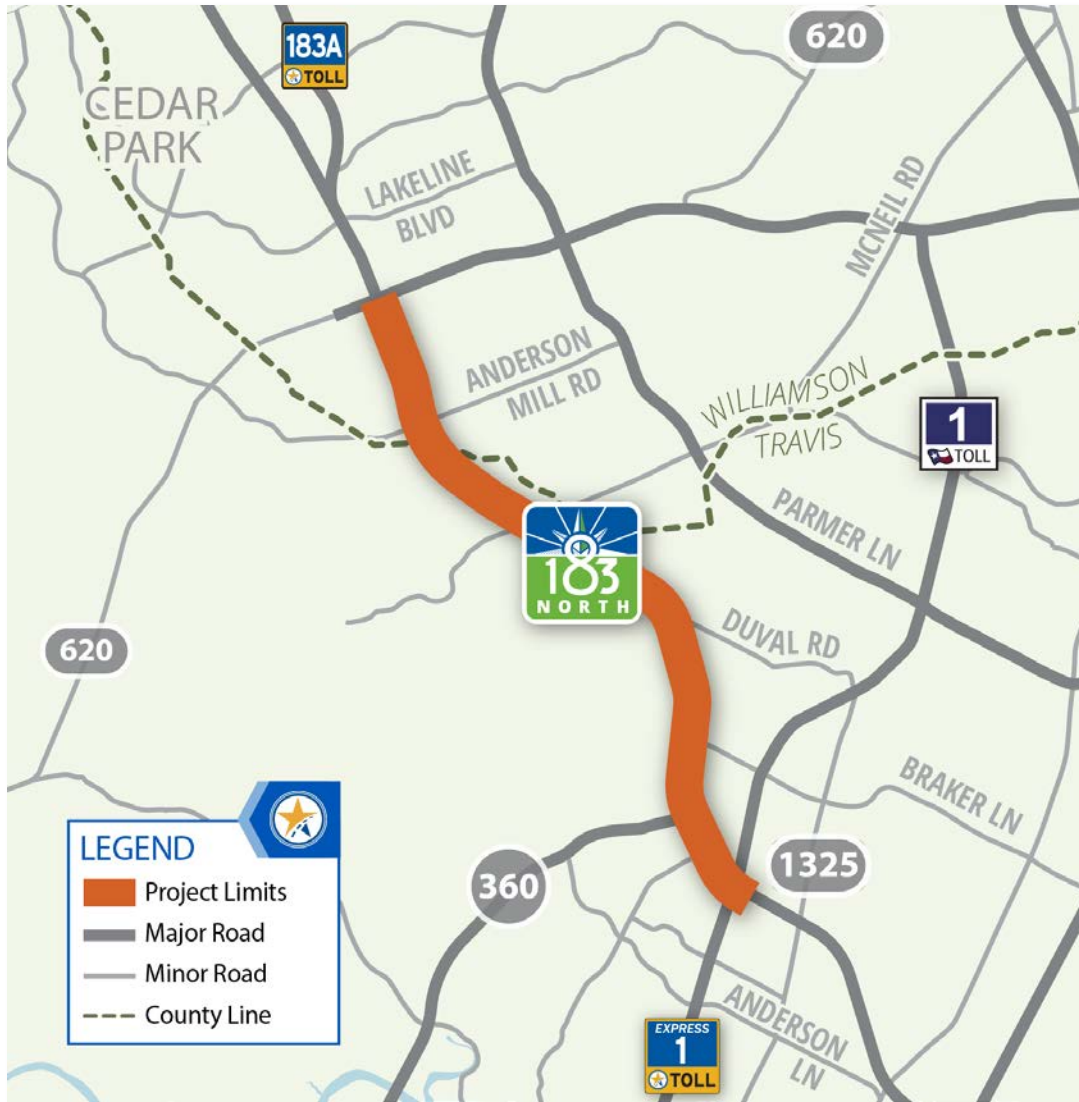 183A
TOLL
620
CEDAR
PARK
LAKELINE
BLVD
MCNEIL RD
ANDERSON
MILL RD
WILLIAMSON
TRAVIS
1
TOLL
PARMER LN
183
NORTH
DUVAL RD
620
BRAKER LN
LEGEND
Project Limits
Major Road
Minor Road
County Line
360
1325
ANDERSON
LN
EXPRESS
1
TOLL